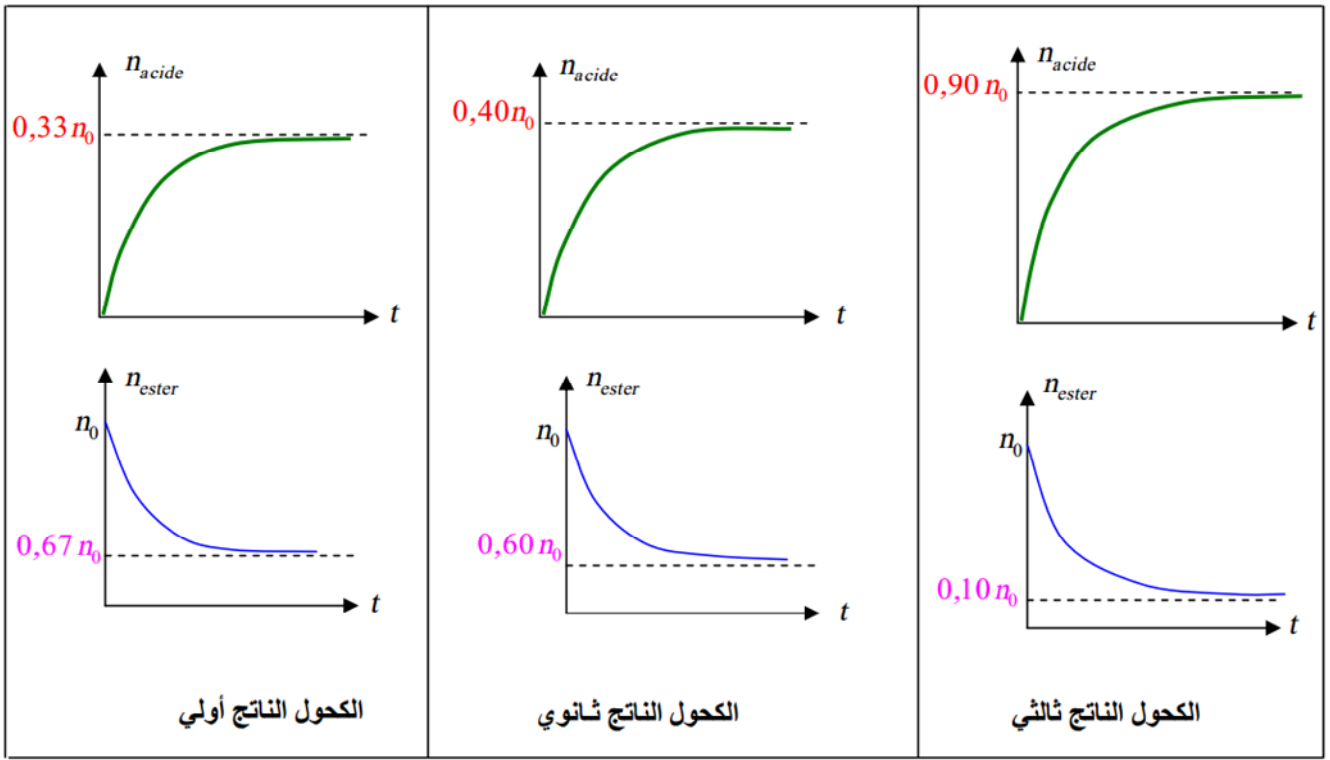 n_acide
0,33 n₀
t
n_ester
n₀
0,67 n₀
t
الكحول الناتج أولي
n_acide
0,40 n₀
t
n_ester
n₀
0,60 n₀
t
الكحول الناتج ثانوي
n_acide
0,90 n₀
t
n_ester
n₀
0,10 n₀
t
الكحول الناتج ثالثي